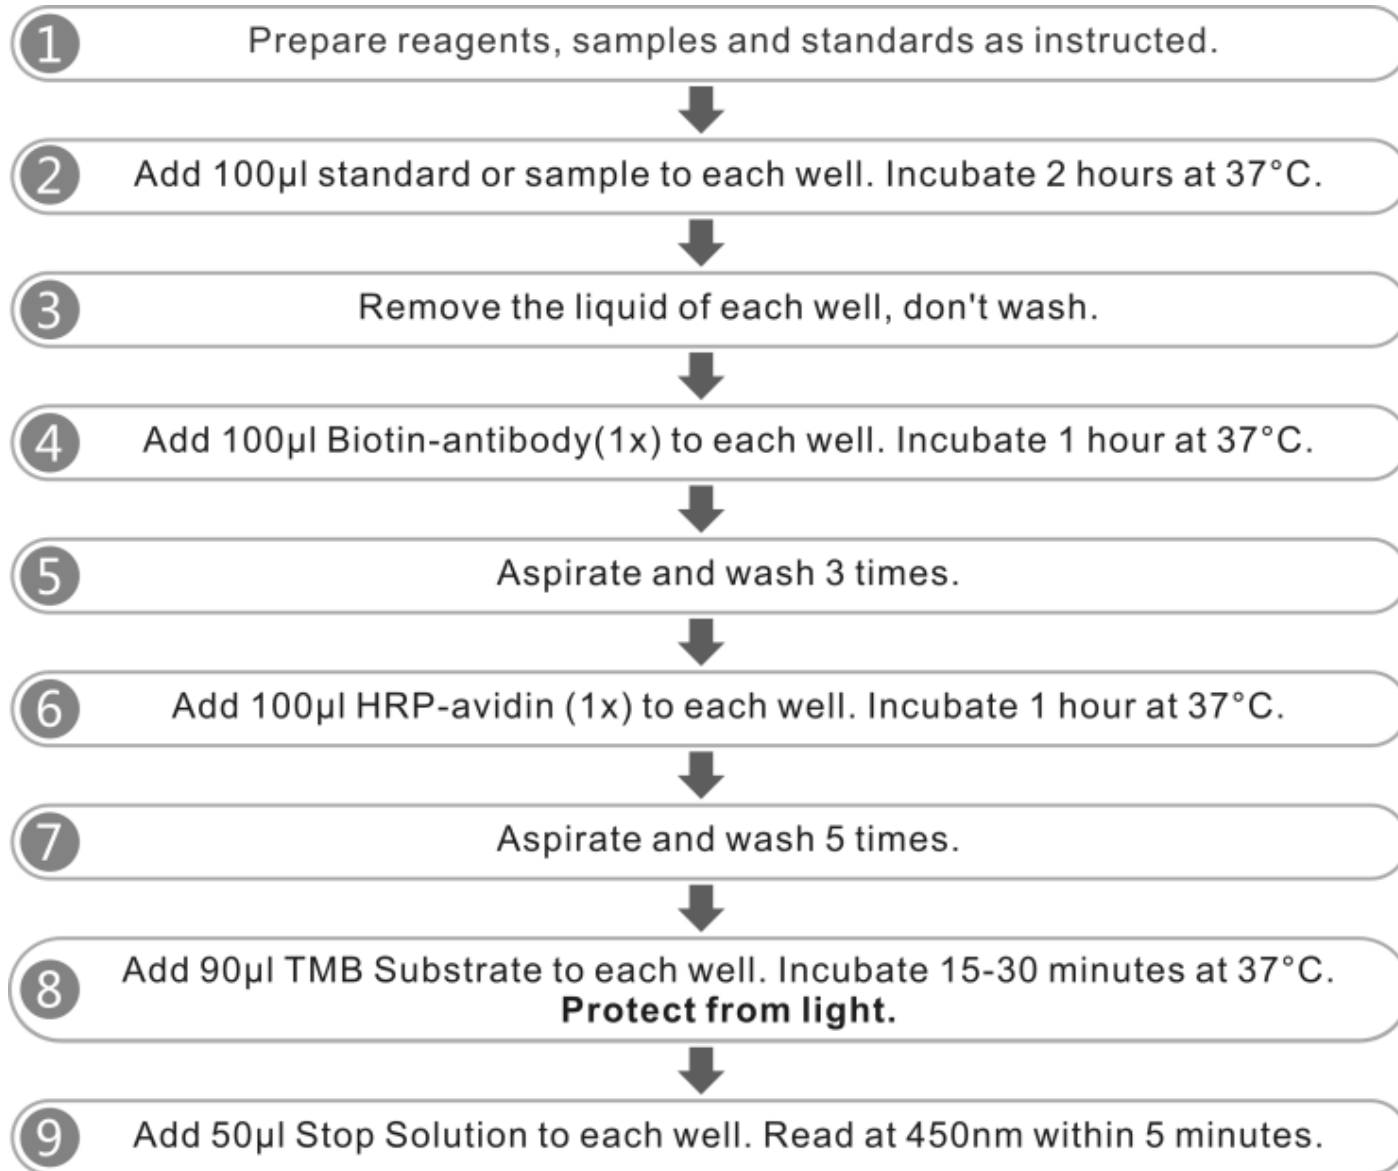 1 Prepare reagents, samples and standards as instructed.
2 Add 100µl standard or sample to each well. Incubate 2 hours at 37°C.
3 Remove the liquid of each well, don't wash.
4 Add 100µl Biotin-antibody(1x) to each well. Incubate 1 hour at 37°C.
5 Aspirate and wash 3 times.
6 Add 100µl HRP-avidin (1x) to each well. Incubate 1 hour at 37°C.
7 Aspirate and wash 5 times.
8 Add 90µl TMB Substrate to each well. Incubate 15-30 minutes at 37°C.
Protect from light.
9 Add 50µl Stop Solution to each well. Read at 450nm within 5 minutes.